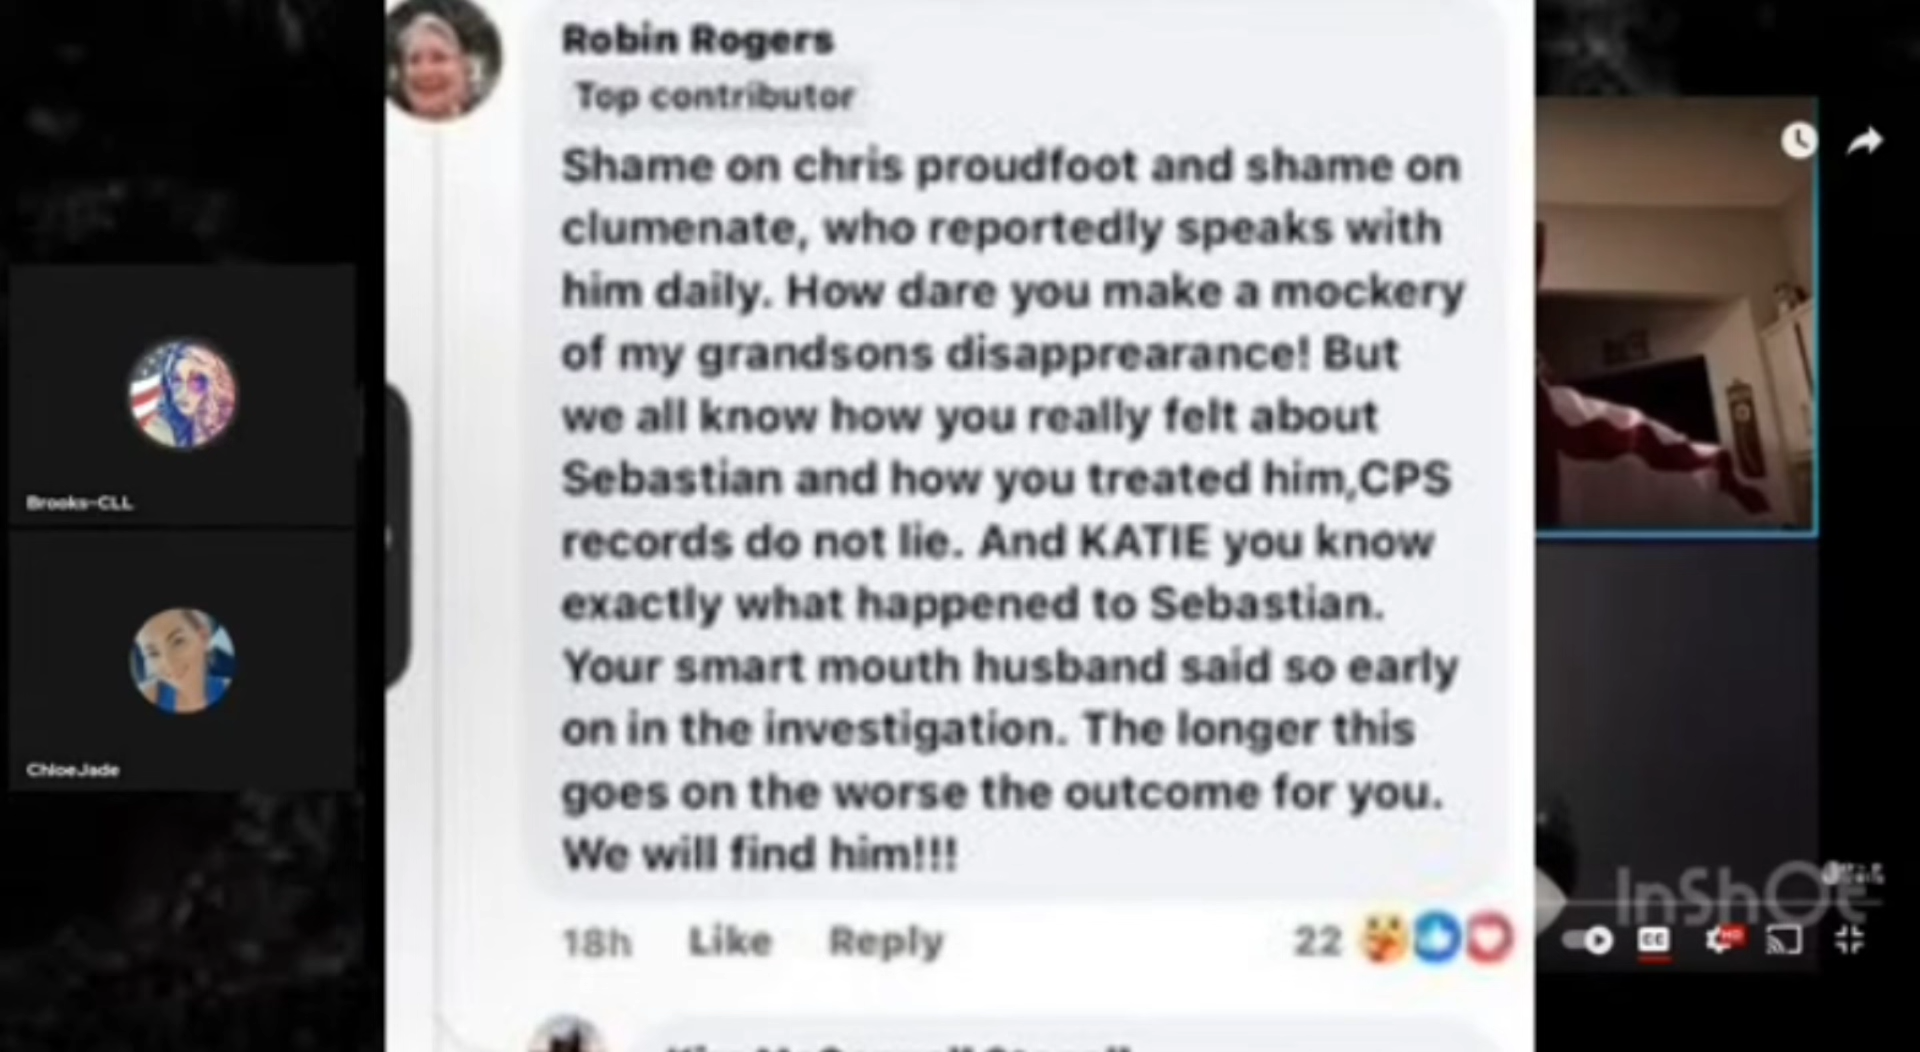 Robin Rogers
Top contributor
Shame on chris proudfoot and shame on
clumenate, who reportedly speaks with
him daily. How dare you make a mockery
of my grandsons disapprearance! But
we all know how you really felt about
Sebastian and how you treated him,CPS
records do not lie. And KATIE you know
exactly what happened to Sebastian.
Your smart mouth husband said so early
on in the investigation. The longer this
goes on the worse the outcome for you.
We will find him!!!
18h Like Reply 22
Brooks-CLL
ChloeJade
InShOt
CC
HD